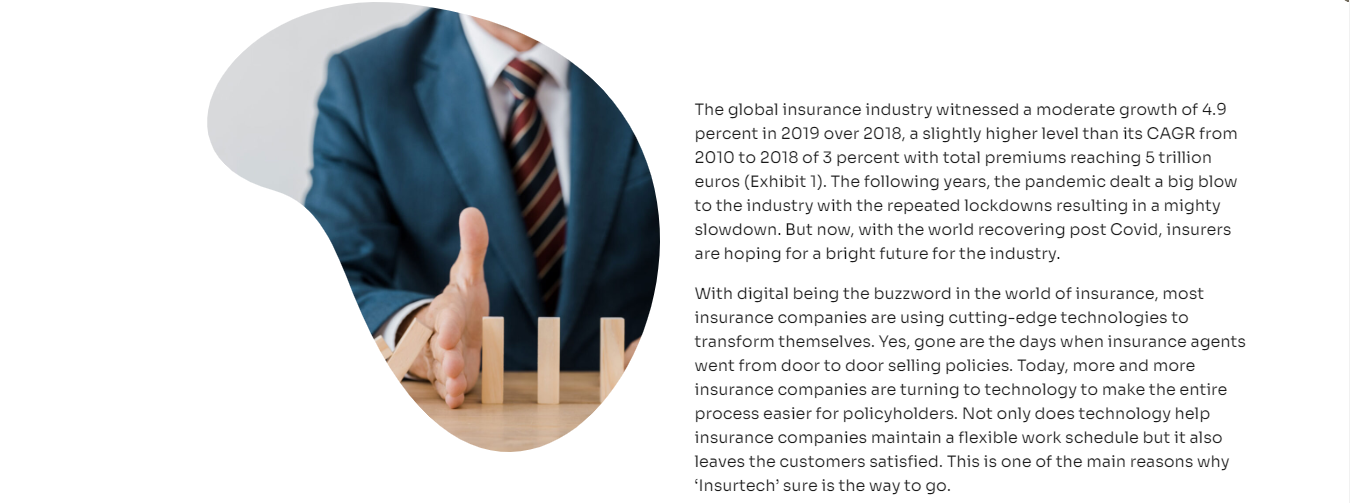 The global insurance industry witnessed a moderate growth of 4.9
percent in 2019 over 2018, a slightly higher level than its CAGR from
2010 to 2018 of 3 percent with total premiums reaching 5 trillion
euros (Exhibit 1). The following years, the pandemic dealt a big blow
to the industry with the repeated lockdowns resulting in a mighty
slowdown. But now, with the world recovering post Covid, insurers
are hoping for a bright future for the industry.
With digital being the buzzword in the world of insurance, most
insurance companies are using cutting-edge technologies to
transform themselves. Yes, gone are the days when insurance agents
went from door to door selling policies. Today, more and more
insurance companies are turning to technology to make the entire
process easier for policyholders. Not only does technology help
insurance companies maintain a flexible work schedule but it also
leaves the customers satisfied. This is one of the main reasons why
‘Insurtech’ sure is the way to go.